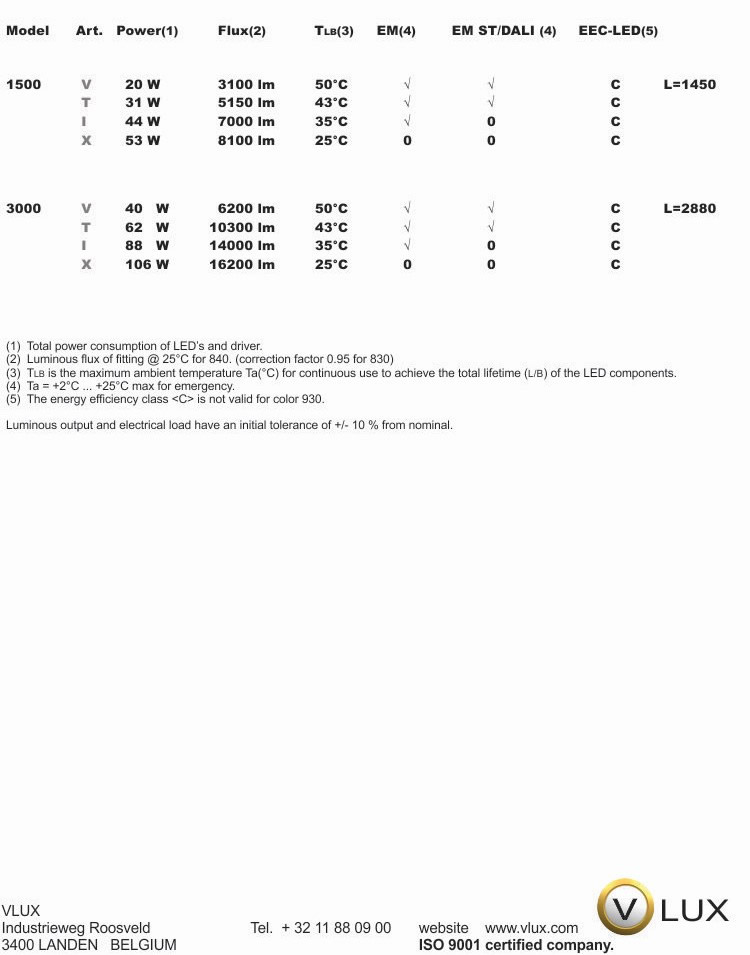 Model Art. Power(1) Flux(2) TLB(3) EM(4) EM ST/DALI (4) EEC-LED(5)
1500 V 20 W 3100 lm 50°C √ √ C L=1450
T 31 W 5150 lm 43°C √ √ C
I 44 W 7000 lm 35°C √ 0 C
X 53 W 8100 lm 25°C 0 0 C
3000 V 40 W 6200 lm 50°C √ √ C L=2880
T 62 W 10300 lm 43°C √ √ C
I 88 W 14000 lm 35°C √ 0 C
X 106 W 16200 lm 25°C 0 0 C
(1) Total power consumption of LED's and driver.
(2) Luminous flux of fitting @ 25°C for 840. (correction factor 0.95 for 830)
(3) TLB is the maximum ambient temperature Ta(°C) for continuous use to achieve the total lifetime (L/B) of the LED components.
(4) Ta = +2°C ... +25°C max for emergency.
(5) The energy efficiency class <C> is not valid for color 930.
Luminous output and electrical load have an initial tolerance of +/- 10 % from nominal.
V LUX
VLUX
Industrieweg Roosveld Tel. + 32 11 88 09 00 website www.vlux.com
3400 LANDEN BELGIUM ISO 9001 certified company.